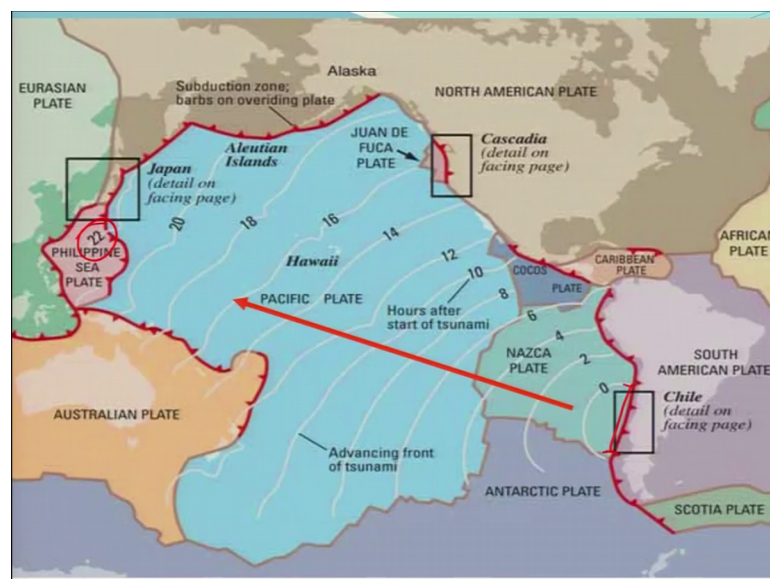 Alaska
EURASIAN
PLATE
Subduction zone;
barbs on overiding plate
NORTH AMERICAN PLATE
JUAN DE
FUCA
PLATE
Cascadia
(detail on
facing page)
Aleutian
Islands
Japan
(detail on
facing page)
20
18
16
14
12
10
8
6
4
2
0
22
PHILIPPINE
SEA
PLATE
Hawaii
PACIFIC PLATE
Hours after
start of tsunami
COCOS
PLATE
CARIBBEAN
PLATE
AFRICAN
PLATE
NAZCA
PLATE
SOUTH
AMERICAN PLATE
Chile
(detail on
facing page)
AUSTRALIAN PLATE
Advancing front
of tsunami
ANTARCTIC PLATE
SCOTIA PLATE